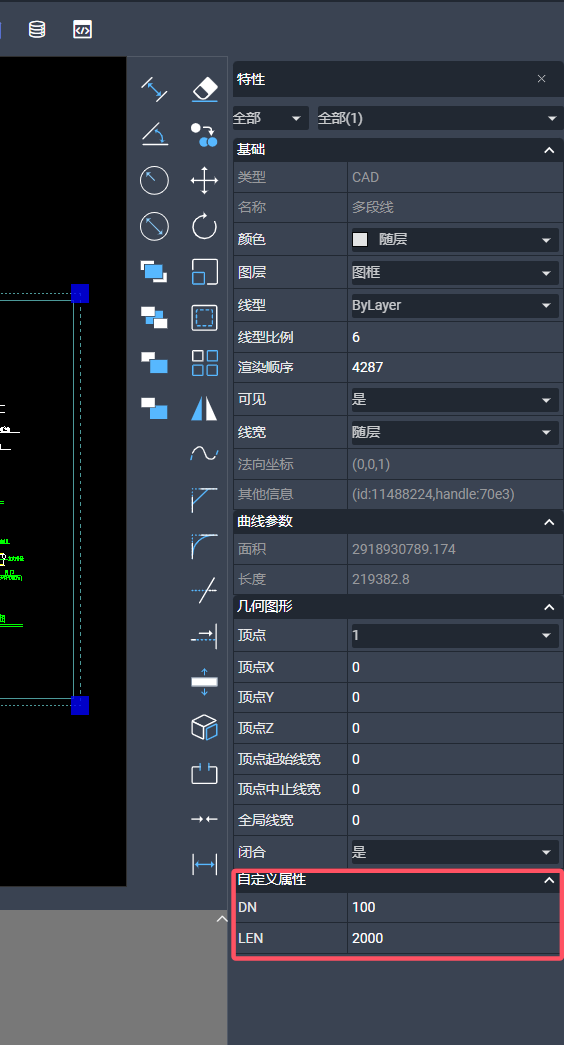 特性
全部 全部(1)
基础
类型 CAD
名称 多段线
颜色 随层
图层 图框
线型 ByLayer
线型比例 6
渲染顺序 4287
可见 是
线宽 随层
法向坐标 (0,0,1)
其他信息 (id:11488224,handle:70e3)
曲线参数
面积 2918930789.174
长度 219382.8
几何图形
顶点 1
顶点X 0
顶点Y 0
顶点Z 0
顶点起始线宽 0
顶点中止线宽 0
全局线宽 0
闭合 是
自定义属性
DN 100
LEN 2000